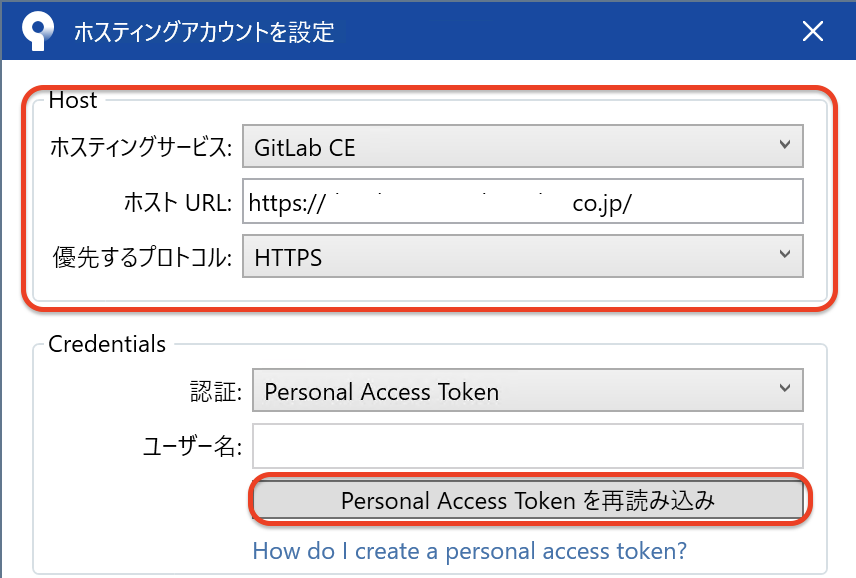 ホスティングアカウントを設定
Host
ホスティングサービス: GitLab CE
ホスト URL: https:// co.jp/
優先するプロトコル: HTTPS
Credentials
認証: Personal Access Token
ユーザー名:
Personal Access Token を再読み込み
How do I create a personal access token?